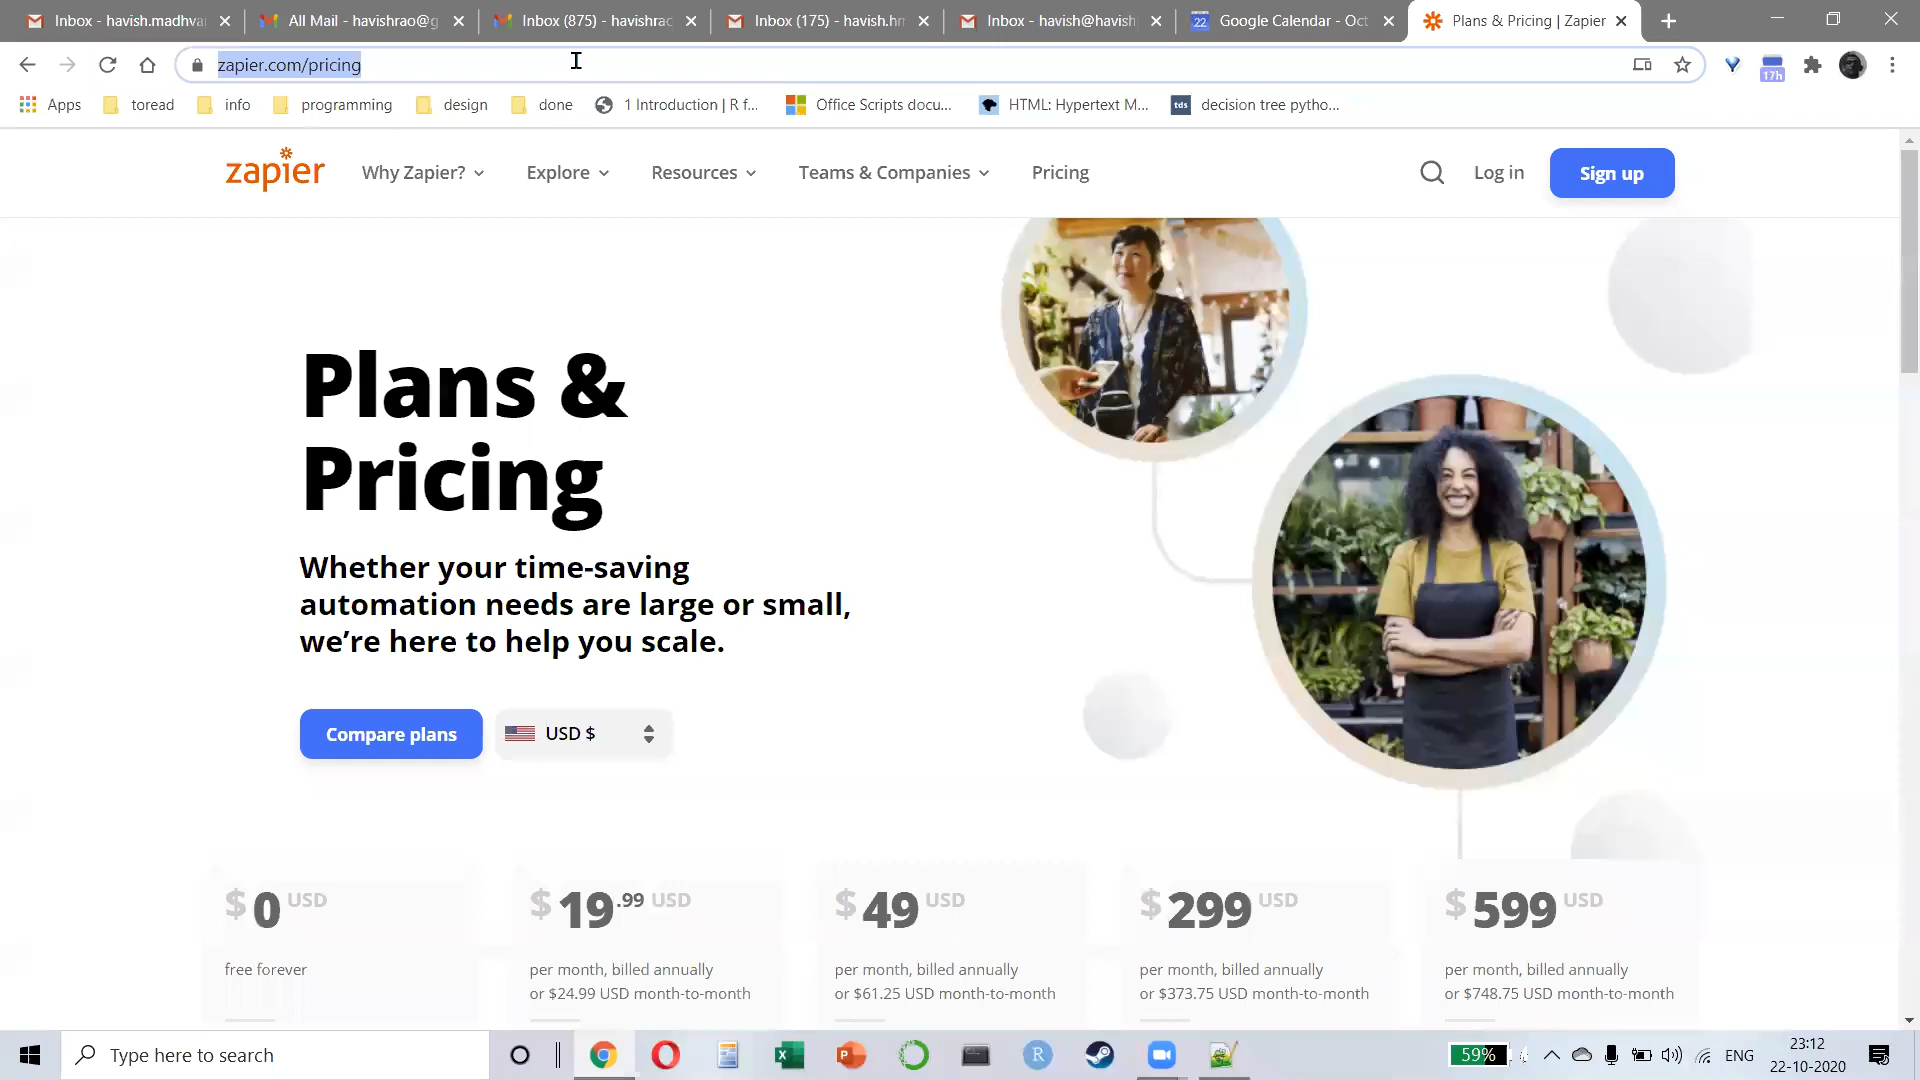 Inbox - havish.madhva
All Mail - havishrao@g
Inbox (875) - havishrao
Inbox (175) - havish.hr
Inbox - havish@havish
22
Google Calendar - Oct
Plans & Pricing | Zapier
zapier.com/pricing
17h
Apps
toread
info
programming
design
done
1 Introduction | R f...
Office Scripts docu...
HTML: Hypertext M...
tds
decision tree pytho...
zapier
Why Zapier?
Explore
Resources
Teams & Companies
Pricing
Log in
Sign up
Plans &
Pricing
Whether your time-saving
automation needs are large or small,
we're here to help you scale.
Compare plans
USD $
$0 USD
free forever
$19.99 USD
per month, billed annually
or $24.99 USD month-to-month
$49 USD
per month, billed annually
or $61.25 USD month-to-month
$299 USD
per month, billed annually
or $373.75 USD month-to-month
$599 USD
per month, billed annually
or $748.75 USD month-to-month
Type here to search
R
59%
ENG
23:12
22-10-2020